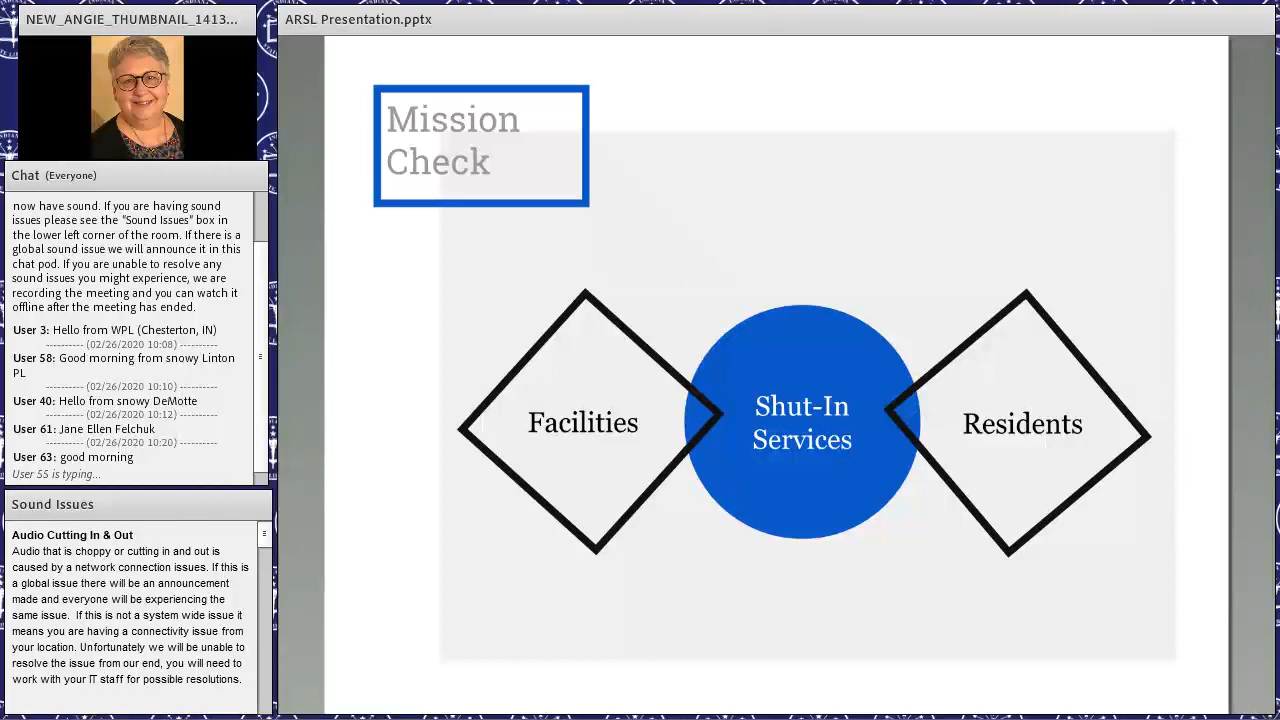 NEW_ANGIE_THUMBNAIL_1413...
ARSL Presentation.pptx
Chat (Everyone)
now have sound. If you are having sound
issues please see the "Sound Issues" box in
the lower left corner of the room. If there is a
global sound issue we will announce it in this
chat pod. If you are unable to resolve any
sound issues you might experience, we are
recording the meeting and you can watch it
offline after the meeting has ended.
User 3: Hello from WPL (Chesterton, IN)
---------- (02/26/2020 10:08) ----------
User 58: Good morning from snowy Linton
PL
---------- (02/26/2020 10:10) ----------
User 40: Hello from snowy DeMotte
---------- (02/26/2020 10:12) ----------
User 61: Jane Ellen Felchuk
---------- (02/26/2020 10:20) ----------
User 63: good morning
User 55 is typing...
Sound Issues
Audio Cutting In & Out
Audio that is choppy or cutting in and out is
caused by a network connection issues. If this is
a global issue there will be an announcement
made and everyone will be experiencing the
same issue.  If this is not a system wide issue it
means you are having a connectivity issue from
your location. Unfortunately we will be unable to
resolve the issue from our end, you will need to
work with your IT staff for possible resolutions.
Mission
Check
Facilities
Shut-In
Services
Residents